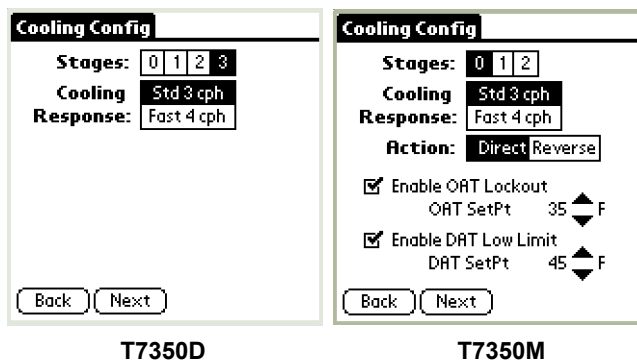 Cooling Config
Stages: 0 1 2 3
Cooling Response: Std 3 cph
Fast 4 cph
Back Next
T7350D
Cooling Config
Stages: 0 1 2
Cooling Response: Std 3 cph
Fast 4 cph
Action: Direct Reverse
Enable OAT Lockout
OAT SetPt 35 F
Enable DAT Low Limit
DAT SetPt 45 F
Back Next
T7350M